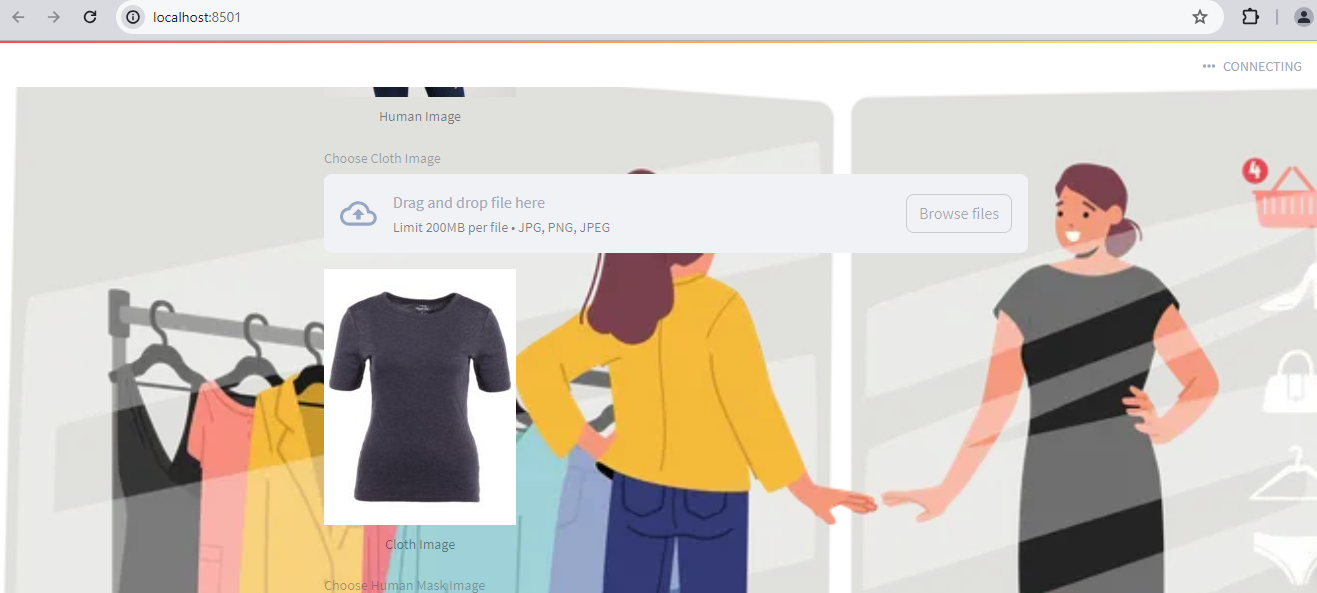 localhost:8501
CONNECTING
Human Image
Choose Cloth Image
Drag and drop file here
Limit 200MB per file • JPG, PNG, JPEG
Browse files
4
Cloth Image
Choose Human Mask Image